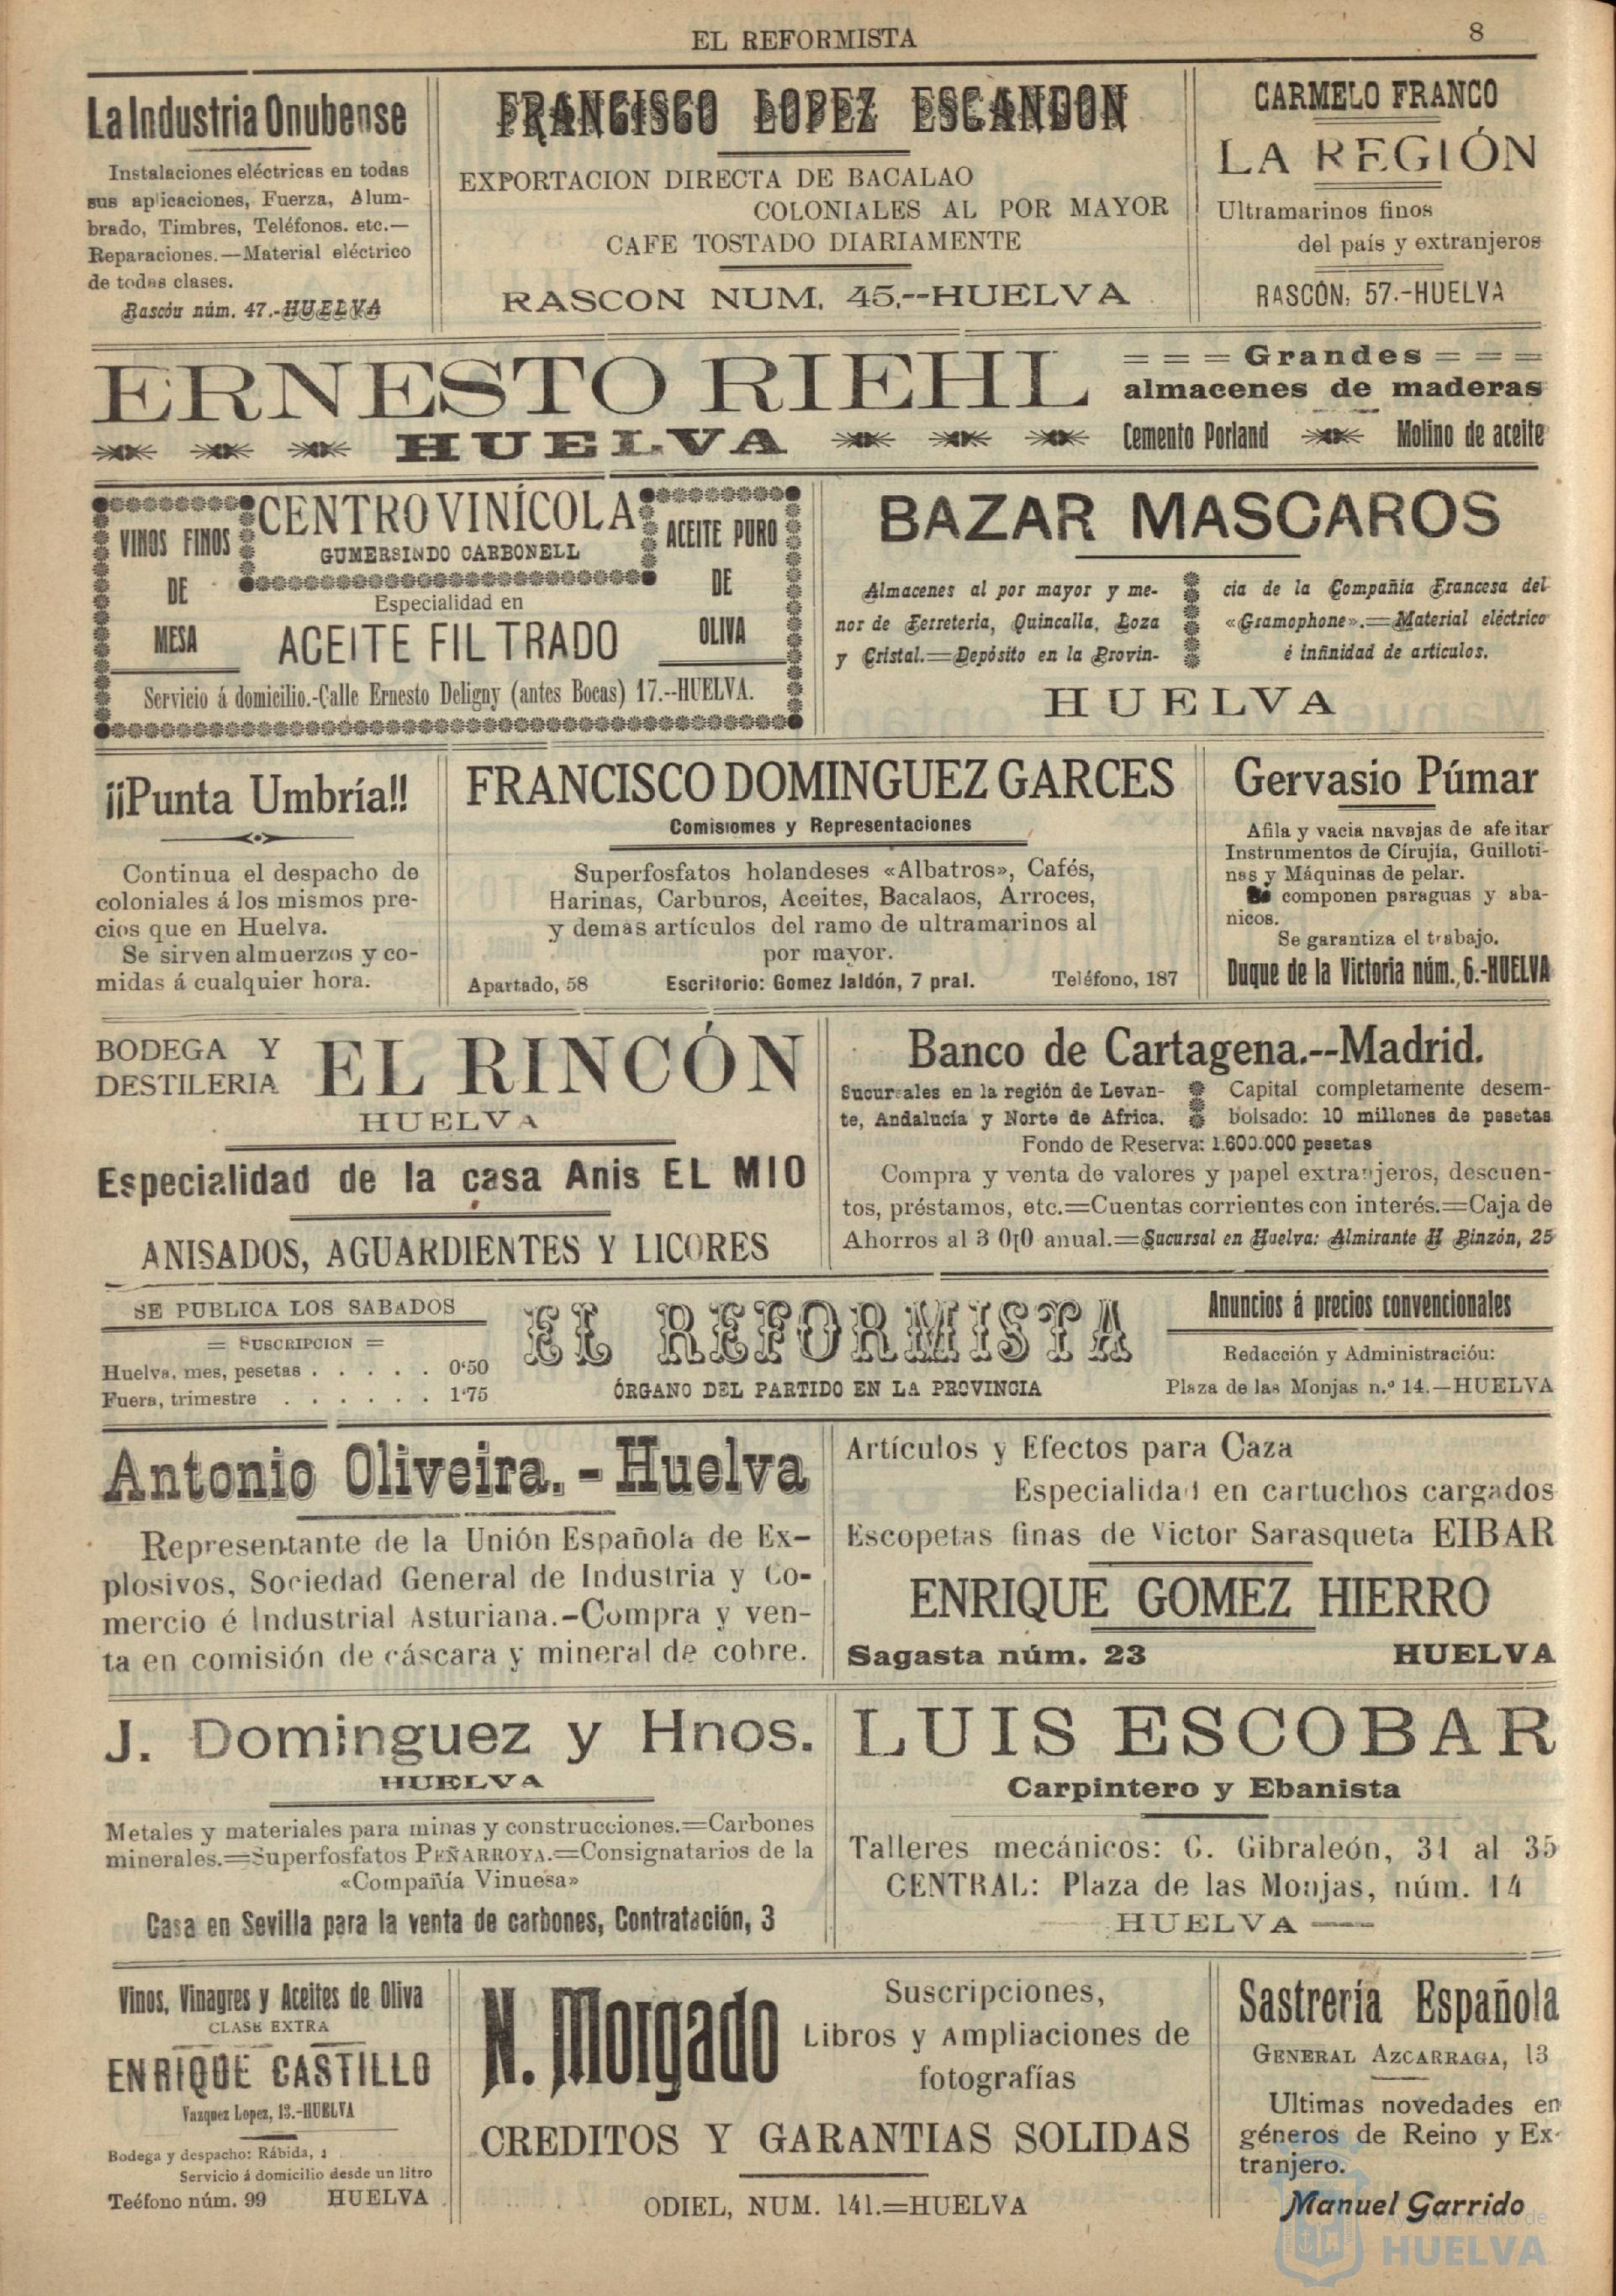 EL REFORMISTA
8
La Industria Onubense
Instalaciones eléctricas en todas
sus aplicaciones, Fuerza, Alum-
brado, Timbres, Teléfonos. etc.—
Reparaciones.—Material eléctrico
de todas clases.
Rascón núm. 47.-HUELVA
FRANCISCO LOPEZ ESCANDON
EXPORTACION DIRECTA DE BACALAO
COLONIALES AL POR MAYOR
CAFE TOSTADO DIARIAMENTE
RASCON NUM. 45.--HUELVA
CARMELO FRANCO
LA REGIÓN
Ultramarinos finos
del país y extranjeros
RASCÓN, 57.-HUELVA
ERNESTO RIEHL
HUELVA
= = = Grandes = = =
almacenes de maderas
Cemento Porland Molino de aceite
CENTRO VINÍCOLA
GUMERSINDO CARBONELL
VINOS FINOS
DE
MESA
ACEITE PURO
DE
OLIVA
Especialidad en
ACEITE FILTRADO
Servicio á domicilio.-Calle Ernesto Deligny (antes Bocas) 17.--HUELVA.
BAZAR MASCAROS
Almacenes al por mayor y me-
nor de Ferreteria, Quincalla, Loza
y Cristal.=Depósito en la Provin-
cia de la Compañia Francesa del
«Gramophone».=Material eléctrico
é infinidad de articulos.
HUELVA
¡¡Punta Umbría!!
Continua el despacho de
coloniales á los mismos pre-
cios que en Huelva.
Se sirven almuerzos y co-
midas á cualquier hora.
FRANCISCO DOMINGUEZ GARCES
Comisiomes y Representaciones
Superfosfatos holandeses «Albatros», Cafés,
Harinas, Carburos, Aceites, Bacalaos, Arroces,
y demas artículos del ramo de ultramarinos al
por mayor.
Apartado, 58 Escritorio: Gomez Jaldón, 7 pral. Teléfono, 187
Gervasio Púmar
Afila y vacia navajas de afeitar
Instrumentos de Cirujía, Guilloti-
nas y Máquinas de pelar.
Se componen paraguas y aba-
nicos.
Se garantiza el trabajo.
Duque de la Victoria núm., 6.-HUELVA
BODEGA Y
DESTILERIA
EL RINCÓN
HUELVA
Especialidad de la casa Anis EL MIO
ANISADOS, AGUARDIENTES Y LICORES
Banco de Cartagena.--Madrid.
Sucursales en la región de Levan-
te, Andalucía y Norte de Africa.
Capital completamente desem-
bolsado: 10 millones de pesetas
Fondo de Reserva: 1.600.000 pesetas
Compra y venta de valores y papel extranjeros, descuen-
tos, préstamos, etc.=Cuentas corrientes con interés.=Caja de
Ahorros al 3 0[0 anual.=Sucursal en Huelva: Almirante H Pinzón, 25
SE PUBLICA LOS SABADOS
= SUSCRIPCION =
Huelva, mes, pesetas . . . . . 0'50
Fuera, trimestre . . . . . . 1'75
EL REFORMISTA
ÓRGANO DEL PARTIDO EN LA PROVINCIA
Anuncios á precios convencionales
Redacción y Administración:
Plaza de las Monjas n.º 14.—HUELVA
Antonio Oliveira.-Huelva
Representante de la Unión Española de Ex-
plosivos, Sociedad General de Industria y Co-
mercio é Industrial Asturiana.-Compra y ven-
ta en comisión de cáscara y mineral de cobre.
Artículos y Efectos para Caza
Especialidad en cartuchos cargados
Escopetas finas de Victor Sarasqueta EIBAR
ENRIQUE GOMEZ HIERRO
Sagasta núm. 23 HUELVA
J. Dominguez y Hnos.
HUELVA
Metales y materiales para minas y construcciones.=Carbones
minerales.=Superfosfatos PEÑARROYA.=Consignatarios de la
«Compañía Vinuesa»
Casa en Sevilla para la venta de carbones, Contratación, 3
LUIS ESCOBAR
Carpintero y Ebanista
Talleres mecánicos: C. Gibraleón, 31 al 35
CENTRAL: Plaza de las Monjas, núm. 14
HUELVA
Vinos, Vinagres y Aceites de Oliva
CLASE EXTRA
ENRIQUE CASTILLO
Vazquez Lopez, 13.-HUELVA
Bodega y despacho: Rábida, 1
Servicio á domicilio desde un litro
Teéfono núm. 99 HUELVA
N. Morgado
Suscripciones,
Libros y Ampliaciones de
fotografías
CREDITOS Y GARANTIAS SOLIDAS
ODIEL, NUM. 141.=HUELVA
Sastrería Española
GENERAL AZCARRAGA, 13
Ultimas novedades en
géneros de Reino y Ex-
tranjero.
Manuel Garrido
Ayuntamiento de
HUELVA